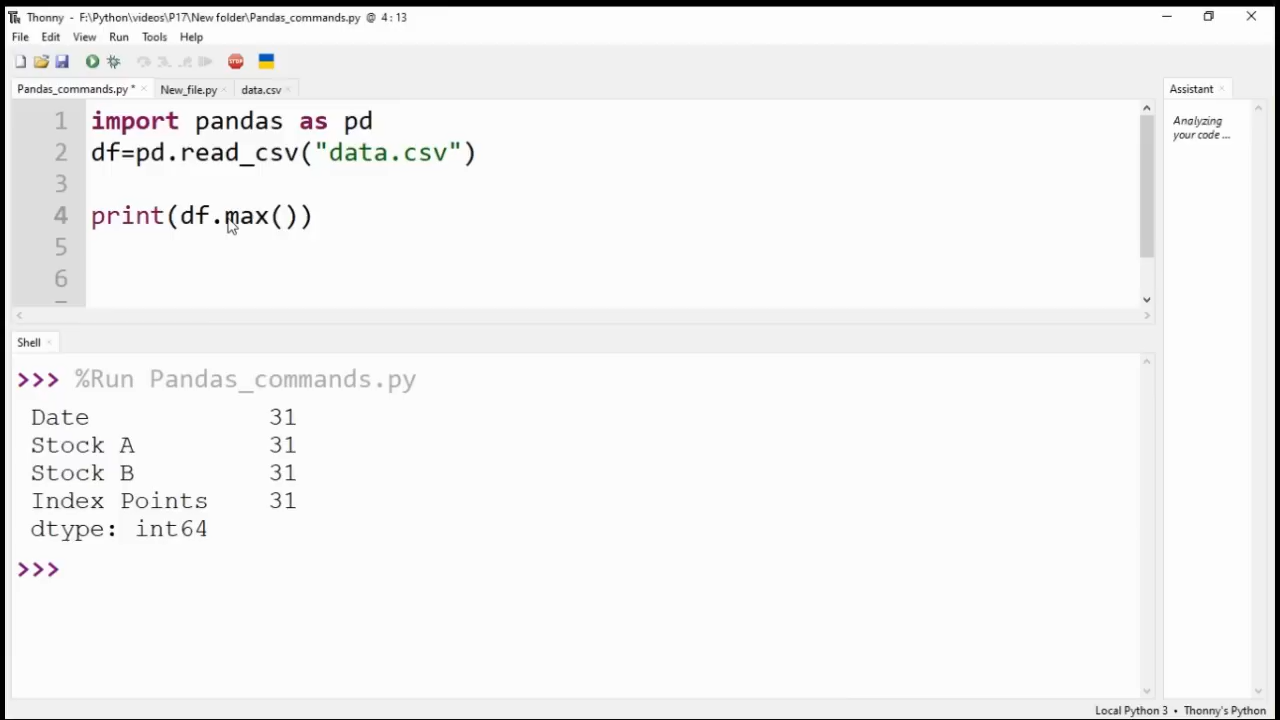 Thonny - F:\Python\videos\P17\New folder\Pandas_commands.py @ 4:13
File Edit View Run Tools Help
STOP
Pandas_commands.py * × New_file.py × data.csv × Assistant ×
1 import pandas as pd
2 df=pd.read_csv("data.csv")
3
4 print(df.max())
5
6
Analyzing
your code ...
Shell ×
>>> %Run Pandas_commands.py
Date 31
Stock A 31
Stock B 31
Index Points 31
dtype: int64
>>>
Local Python 3 • Thonny's Python